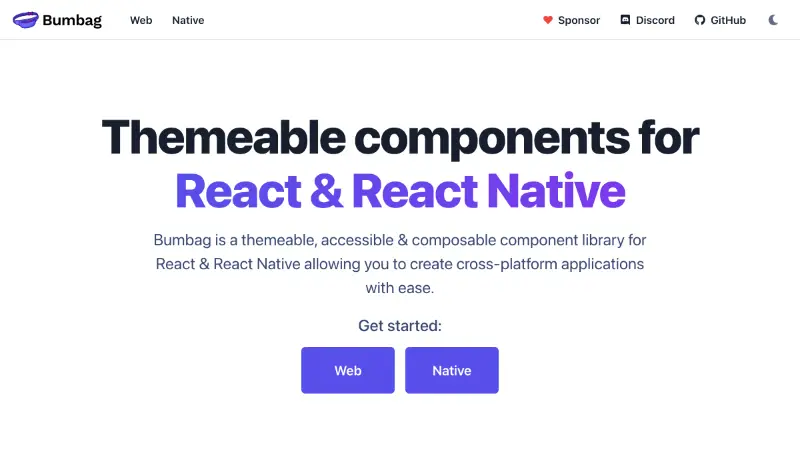 Bumbag
Web
Native
Sponsor
Discord
GitHub
Themeable components for
React & React Native
Bumbag is a themeable, accessible & composable component library for
React & React Native allowing you to create cross-platform applications
with ease.
Get started:
Web
Native